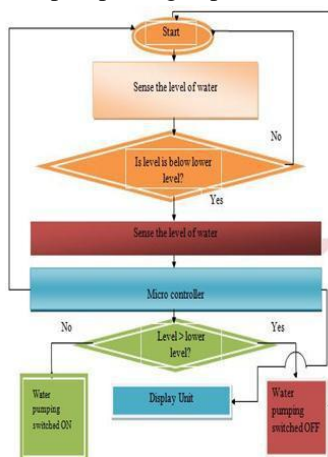 Start
Sense the level of water
No
Is level is below lower
level?
Yes
Sense the level of water
Micro controller
No
Level > lower
level?
Yes
Water
pumping
switched ON
Display Unit
Water
pumping
switched OFF